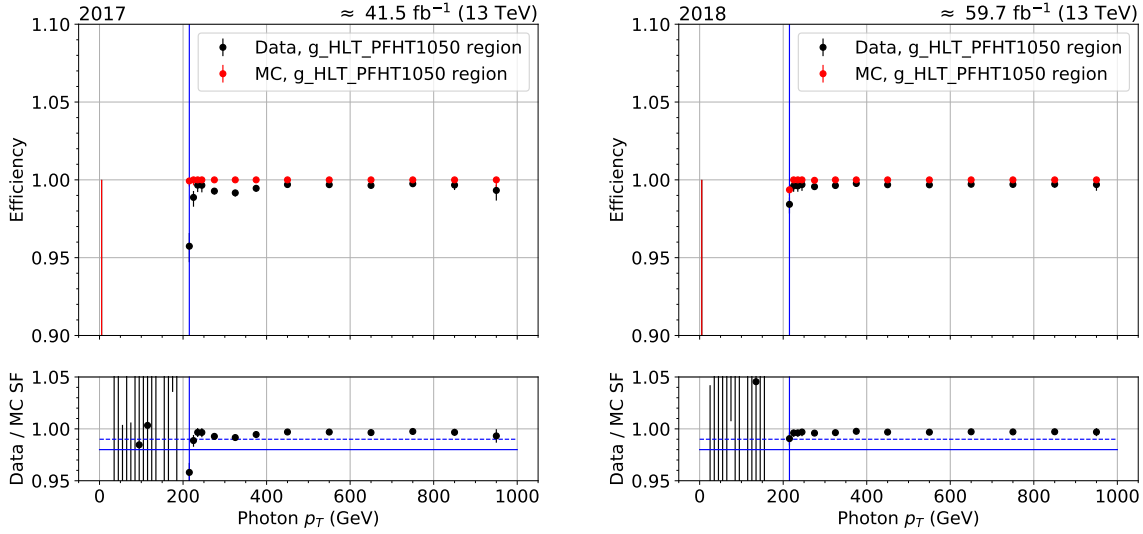 2017 ≈ 41.5 fb⁻¹ (13 TeV)
Data, g_HLT_PFHT1050 region
MC, g_HLT_PFHT1050 region
Efficiency
1.10
1.05
1.00
0.95
0.90
Data / MC SF
1.05
1.00
0.95
0 200 400 600 800 1000
Photon p_T (GeV)
2018 ≈ 59.7 fb⁻¹ (13 TeV)
Data, g_HLT_PFHT1050 region
MC, g_HLT_PFHT1050 region
Efficiency
1.10
1.05
1.00
0.95
0.90
Data / MC SF
1.05
1.00
0.95
0 200 400 600 800 1000
Photon p_T (GeV)